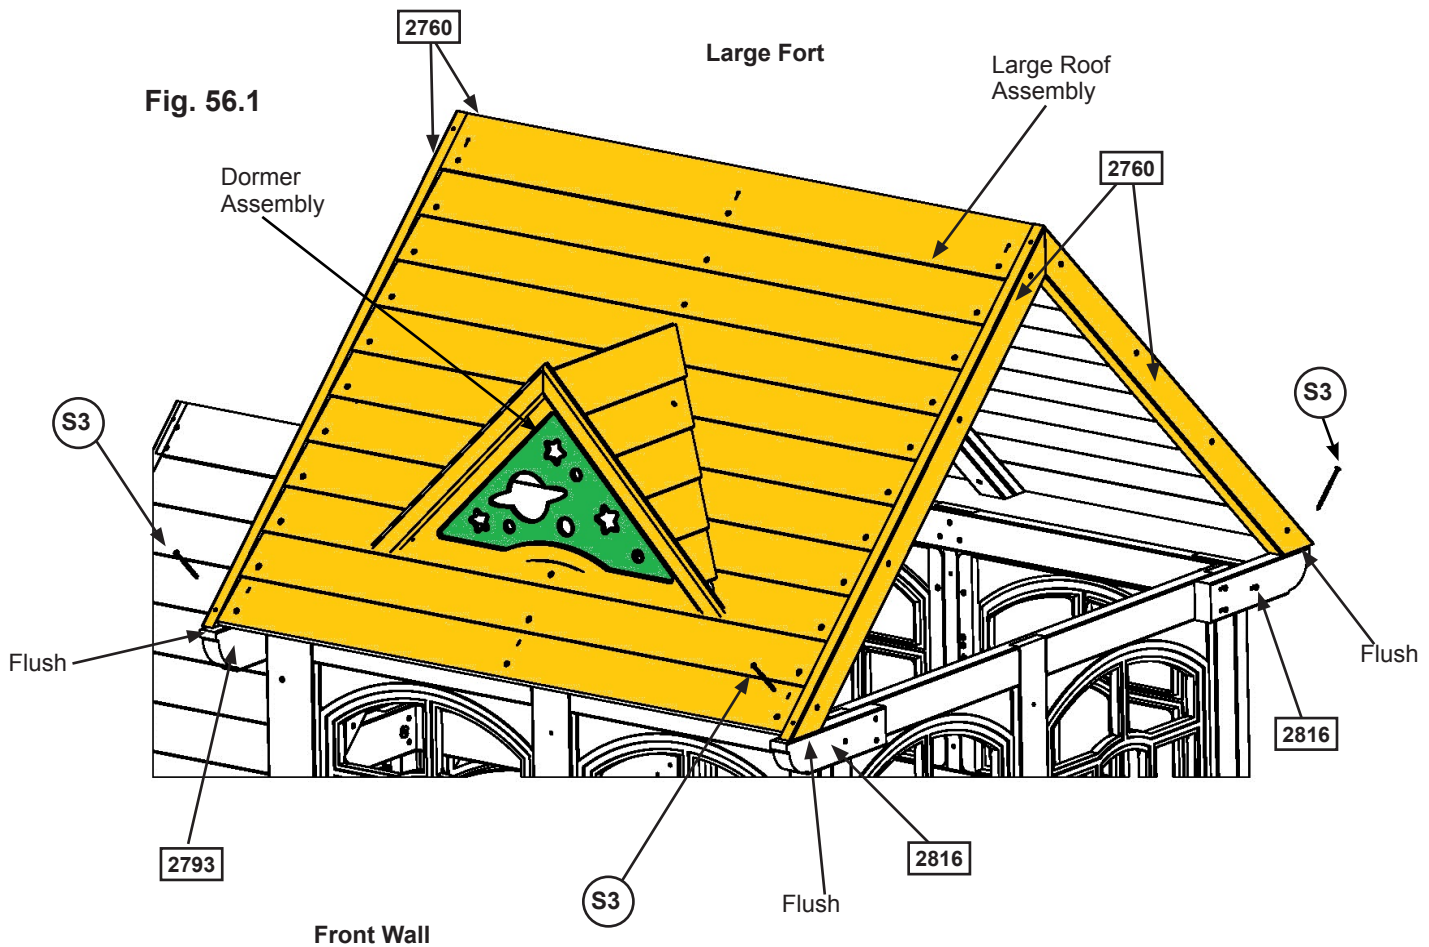 2760
Large Fort
Large Roof
Assembly
Fig. 56.1
2760
Dormer
Assembly
S3
S3
Flush
Flush
2816
2793
2816
S3
Flush
Front Wall